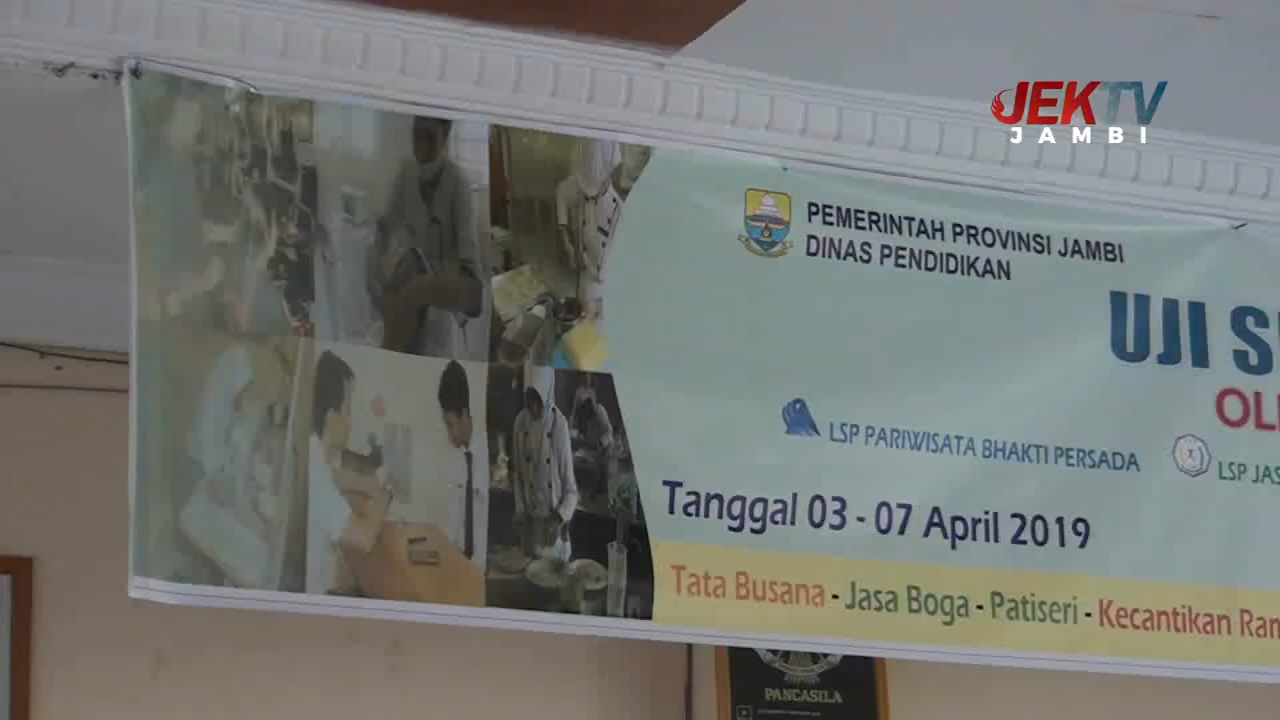 JEKTV
JAMBI
PEMERINTAH PROVINSI JAMBI
DINAS PENDIDIKAN
UJI
LSP PARIWISATA BHAKTI PERSADA
LSP
Tanggal 03 - 07 April 2019
Tata Busana - Jasa Boga - Patiseri - Kecantikan
PANCASILA